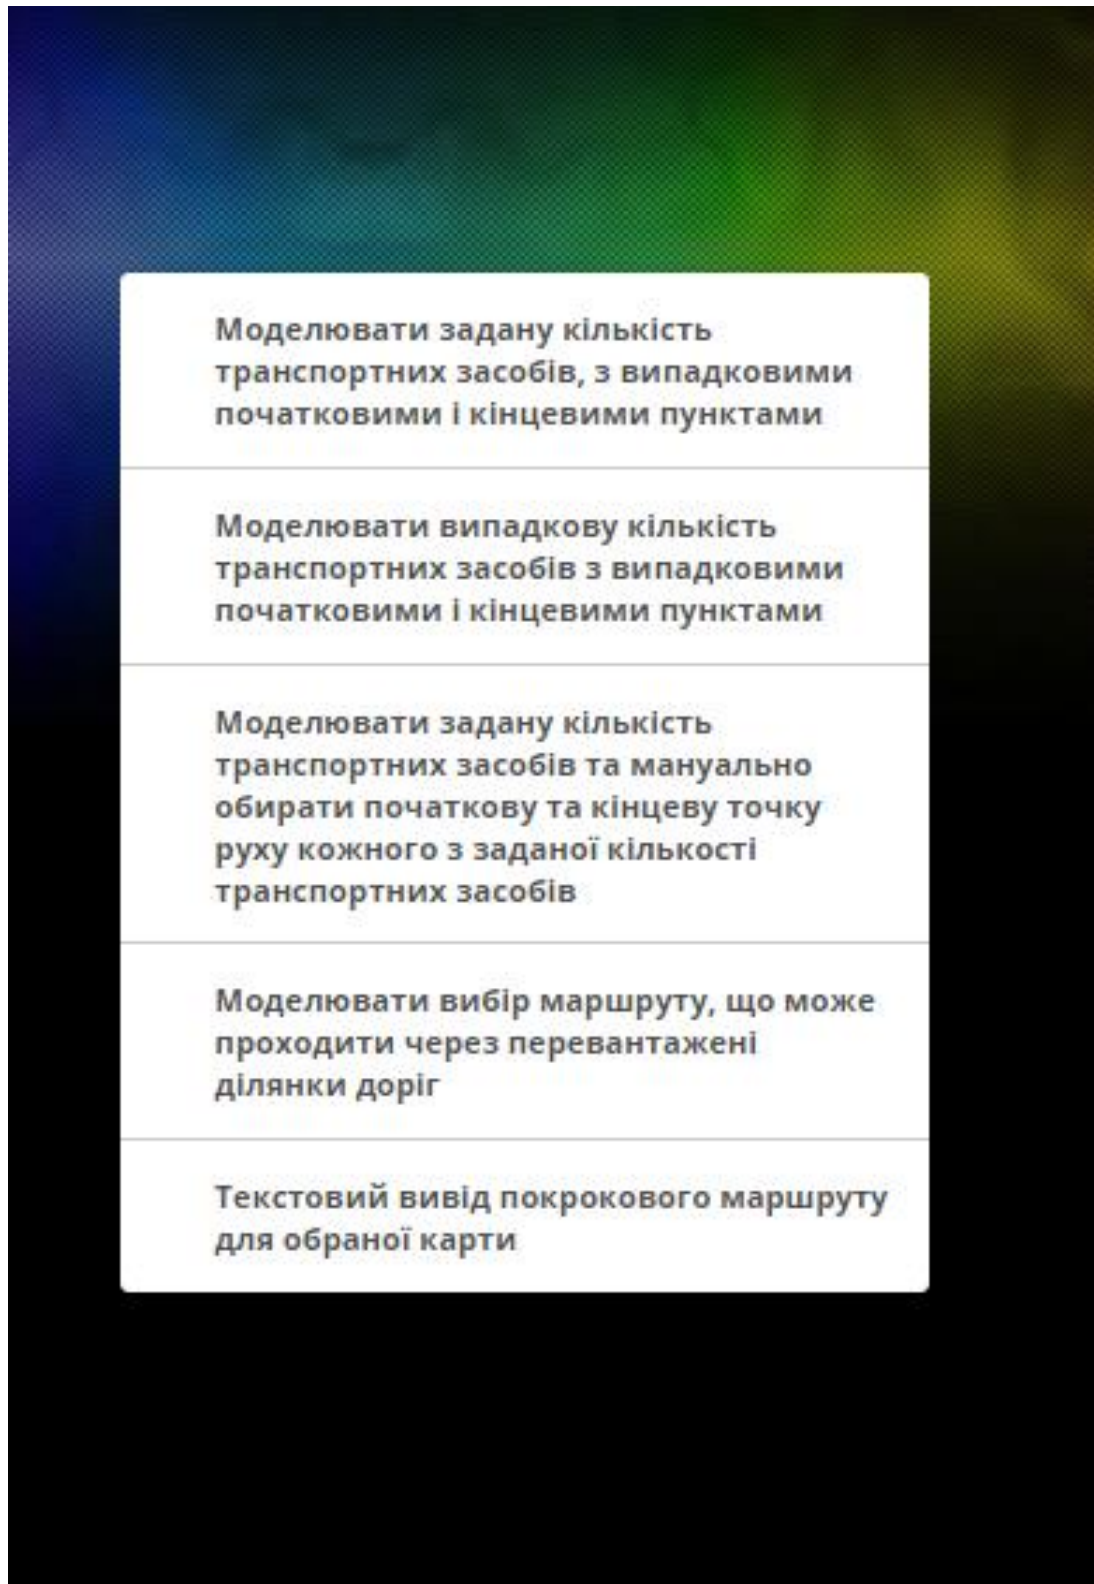 Моделювати задану кількість
транспортних засобів, з випадковими
початковими і кінцевими пунктами
Моделювати випадкову кількість
транспортних засобів з випадковими
початковими і кінцевими пунктами
Моделювати задану кількість
транспортних засобів та мануально
обирати початкову та кінцеву точку
руху кожного з заданої кількості
транспортних засобів
Моделювати вибір маршруту, що може
проходити через перевантажені
ділянки доріг
Текстовий вивід покрокового маршруту
для обраної карти